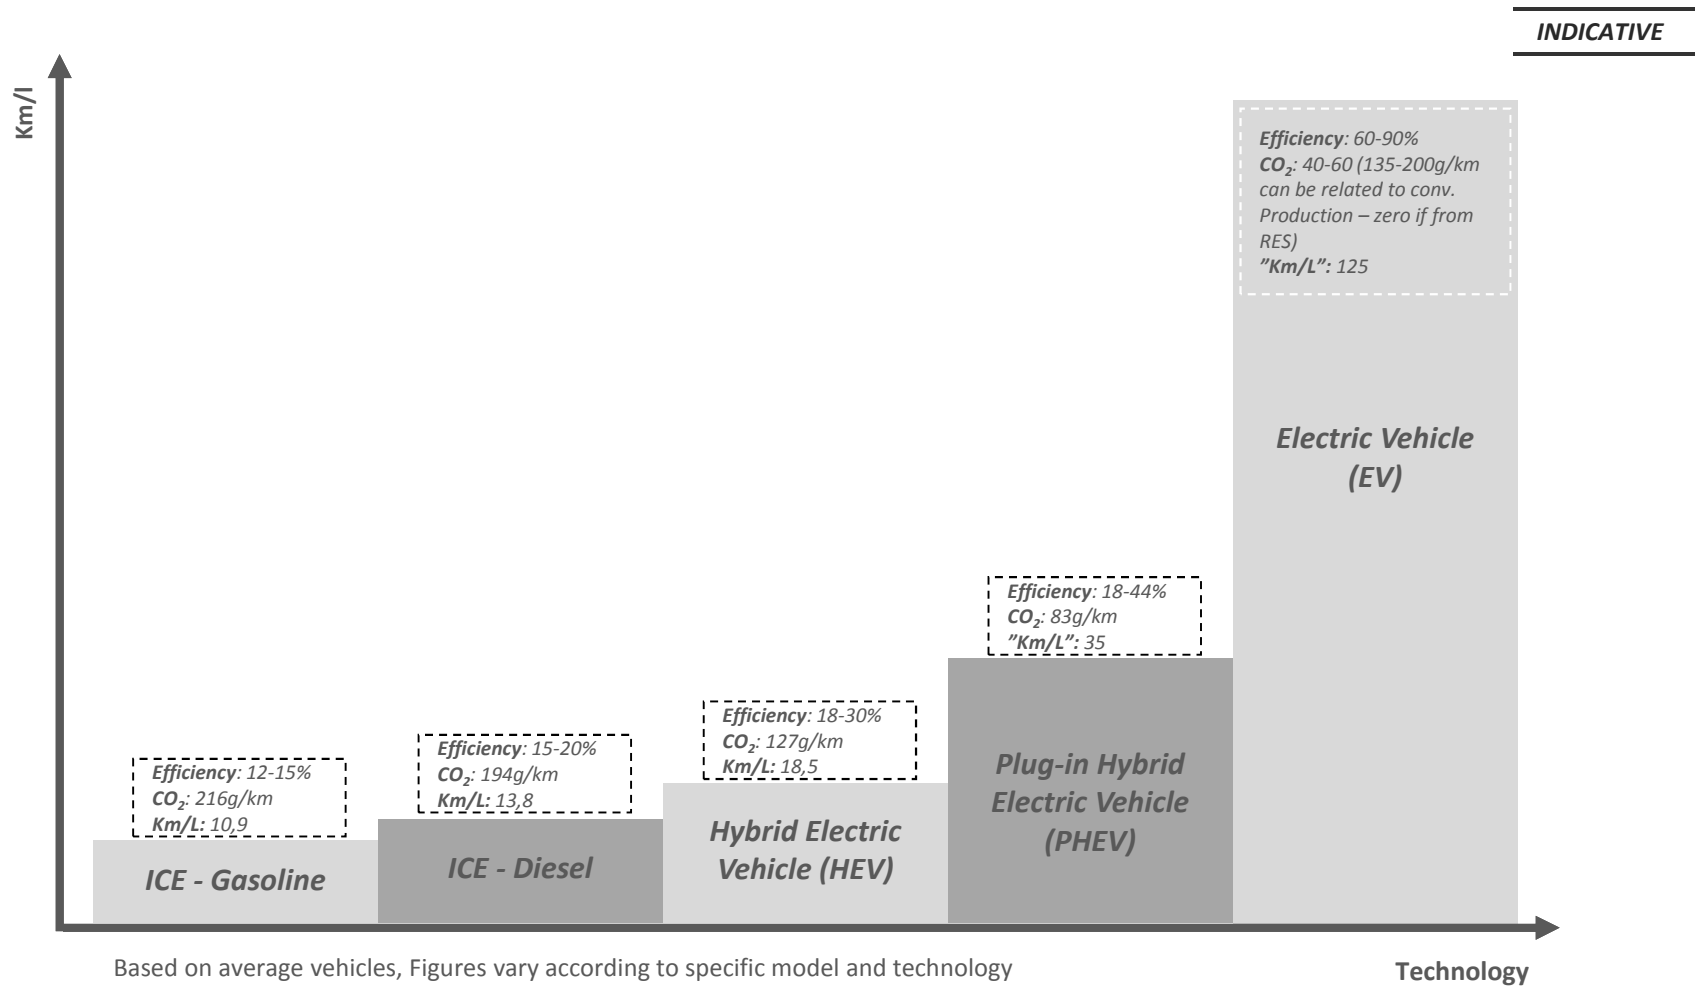 INDICATIVE
Km/l
Efficiency: 60-90%
CO₂: 40-60 (135-200g/km
can be related to conv.
Production – zero if from
RES)
”Km/L”: 125
Electric Vehicle
(EV)
Efficiency: 18-44%
CO₂: 83g/km
”Km/L”: 35
Plug-in Hybrid
Electric Vehicle
(PHEV)
Efficiency: 18-30%
CO₂: 127g/km
Km/L: 18,5
Hybrid Electric
Vehicle (HEV)
Efficiency: 15-20%
CO₂: 194g/km
Km/L: 13,8
ICE - Diesel
Efficiency: 12-15%
CO₂: 216g/km
Km/L: 10,9
ICE - Gasoline
Based on average vehicles, Figures vary according to specific model and technology
Technology